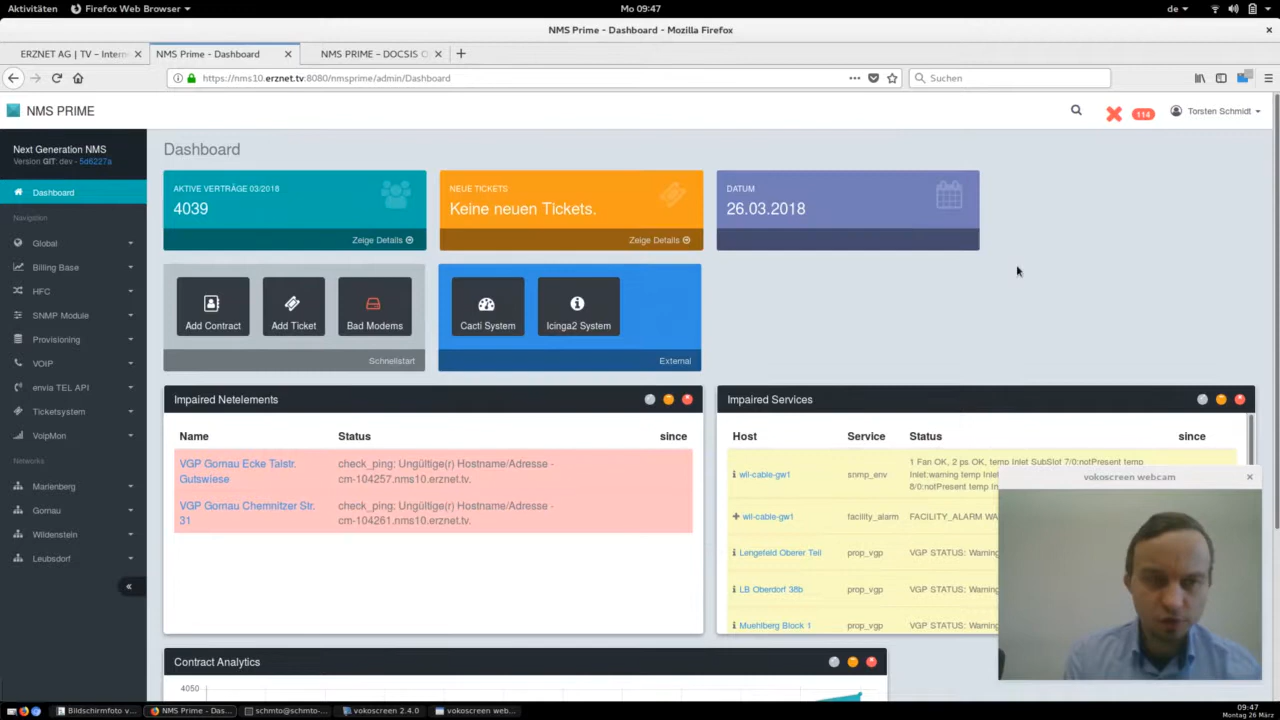 Aktivitäten
Firefox Web Browser
Mo 09:47
de
NMS Prime - Dashboard - Mozilla Firefox
ERZNET AG | TV – Intern
NMS Prime - Dashboard
NMS PRIME – DOCSIS
https://nms10.erznet.tv:8080/nmsprime/admin/Dashboard
Suchen
NMS PRIME
114
Torsten Schmidt
Next Generation NMS
Version GIT: dev - 5d6227a
Dashboard
Navigation
Global
Billing Base
HFC
SNMP Module
Provisioning
VOIP
envia TEL API
Ticketsystem
VoipMon
Networks
Marienberg
Gornau
Wildenstein
Leubsdorf
«
Dashboard
AKTIVE VERTRÄGE 03/2018
4039
Zeige Details
NEUE TICKETS
Keine neuen Tickets.
Zeige Details
DATUM
26.03.2018
Add Contract
Add Ticket
Bad Modems
Schnellstart
Cacti System
Icinga2 System
External
Impaired Netelements
Name Status since
VGP Gornau Ecke Talstr. Gutswiese
check_ping: Ungültige(r) Hostname/Adresse -
cm-104257.nms10.erznet.tv.
VGP Gornau Chemnitzer Str. 31
check_ping: Ungültige(r) Hostname/Adresse -
cm-104261.nms10.erznet.tv.
Impaired Services
Host Service Status since
wil-cable-gw1 snmp_env
1 Fan OK, 2 ps OK, temp Inlet SubSlot 7/0:notPresent temp
Inlet:warning temp Inlet
8/0:notPresent temp
wil-cable-gw1 facility_alarm FACILITY_ALARM
Lengefeld Oberer Teil prop_vgp VGP STATUS: Warning
LB Oberdorf 38b prop_vgp VGP STATUS: Warning
Muehlberg Block 1 prop_vgp VGP STATUS: Warning
vokoscreen webcam
Contract Analytics
4050
Bildschirmfoto v...
NMS Prime - Das...
schmto@schmto-...
vokoscreen 2.4.0
vokoscreen web...
09:47
Montag 26 März